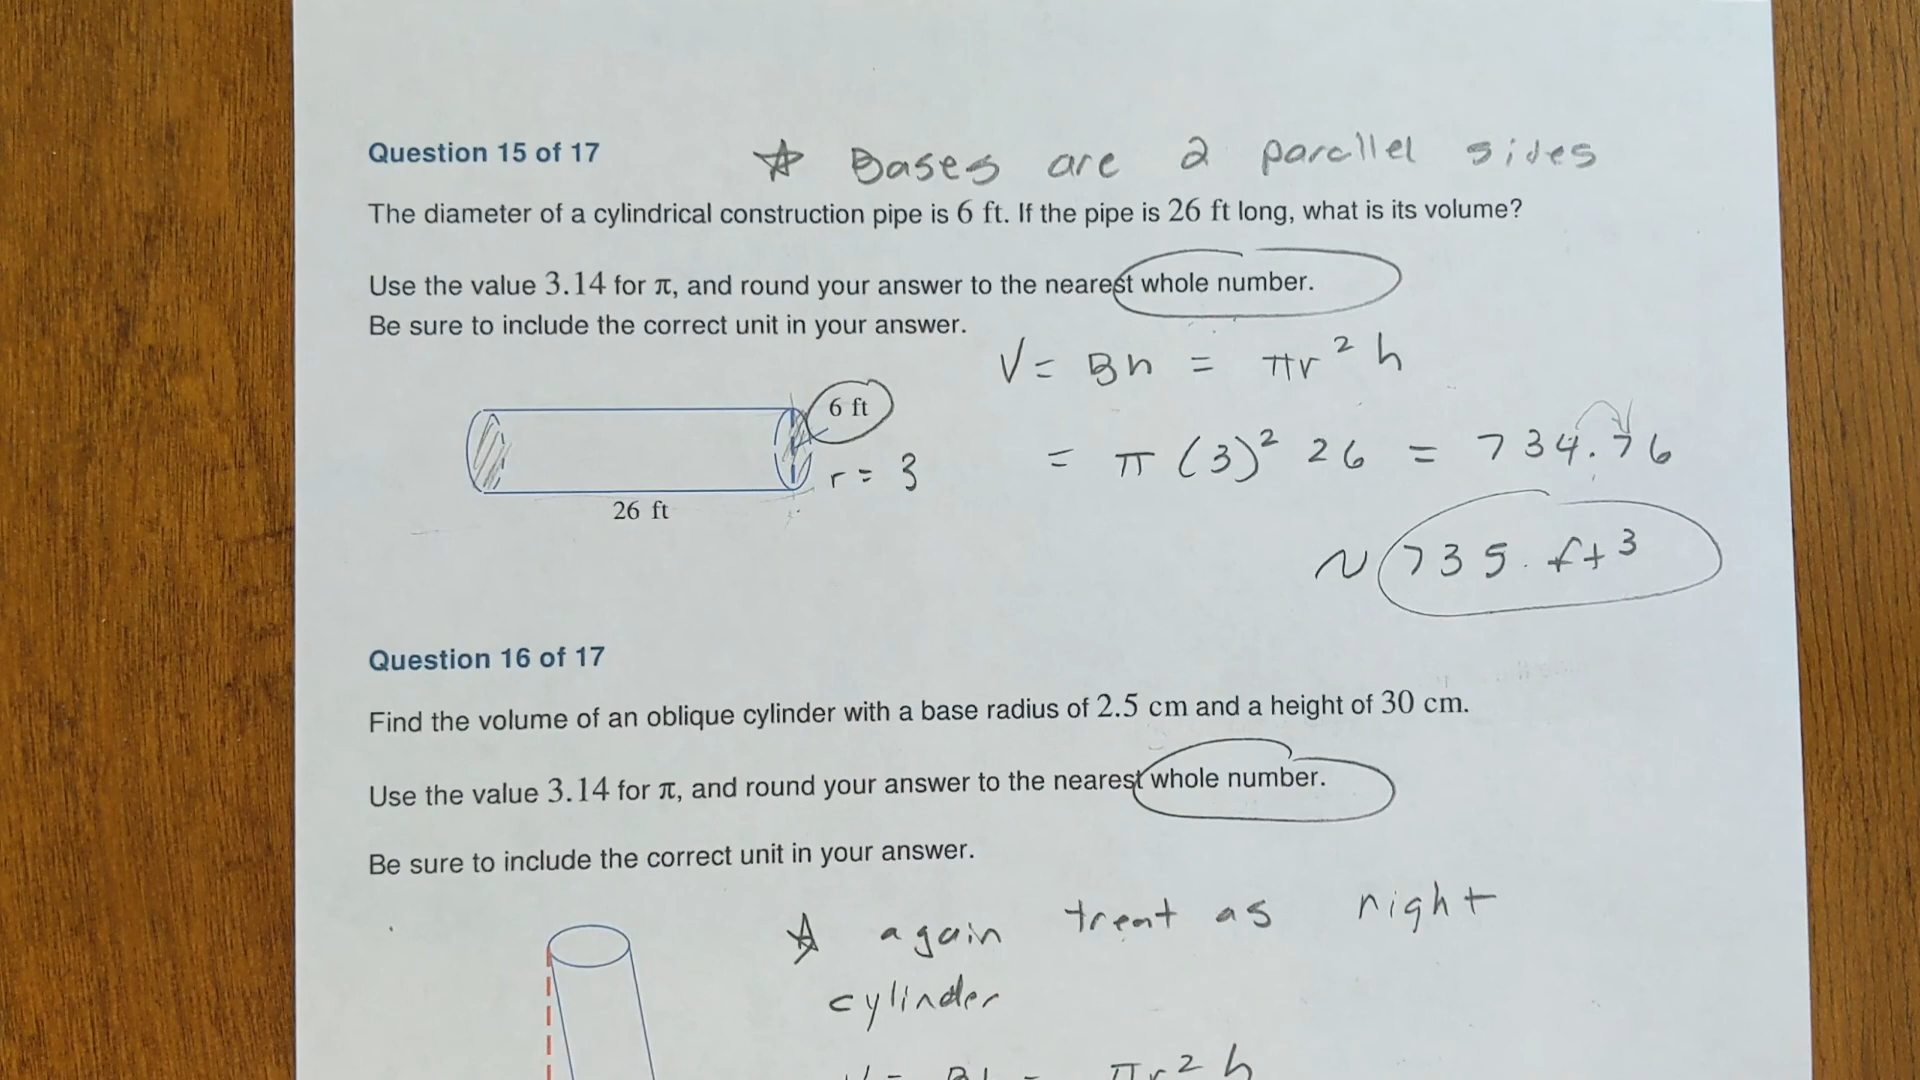 Question 15 of 17
☆ Bases are 2 parallel sides
The diameter of a cylindrical construction pipe is 6 ft. If the pipe is 26 ft long, what is its volume?
Use the value 3.14 for π, and round your answer to the nearest whole number.
Be sure to include the correct unit in your answer.
V = Bh = πr² h
6 ft
r = 3
26 ft
= π (3)² 26 = 734.76
~ 735. ft³
Question 16 of 17
Find the volume of an oblique cylinder with a base radius of 2.5 cm and a height of 30 cm.
Use the value 3.14 for π, and round your answer to the nearest whole number.
Be sure to include the correct unit in your answer.
☆ again treat as right
cylinder
V = Bh = πr² h